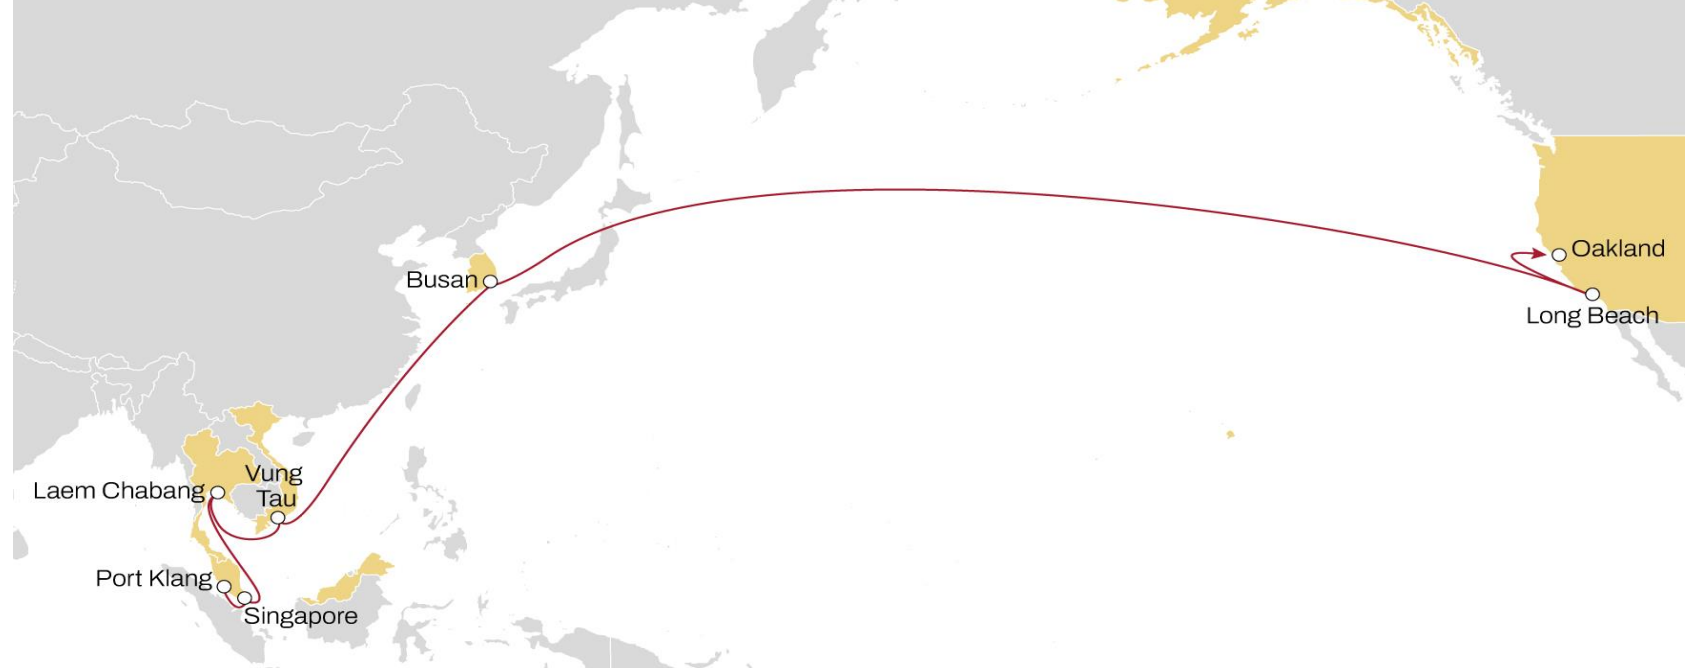 Oakland
Busan
Long Beach
Vung
Tau
Laem Chabang
Port Klang
Singapore